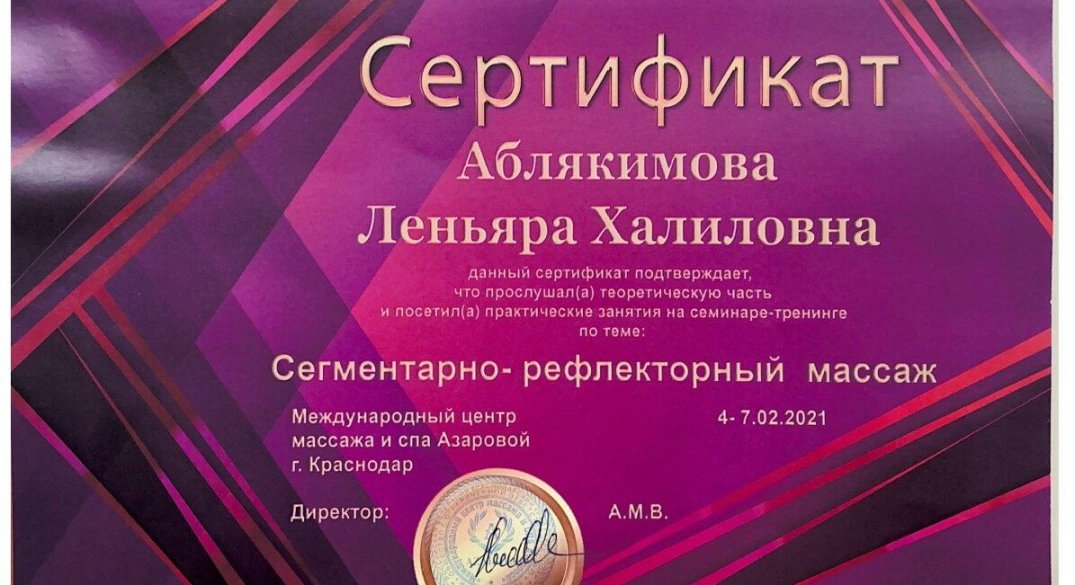 Сертификат
Аблякимова
Леньяра Халиловна
данный сертификат подтверждает,
что прослушал(а) теоретическую часть
и посетил(а) практические занятия на семинаре-тренинге
по теме:
Сегментарно- рефлекторный массаж
Международный центр
массажа и спа Азаровой
г. Краснодар
4- 7.02.2021
Директор:
А.М.В.